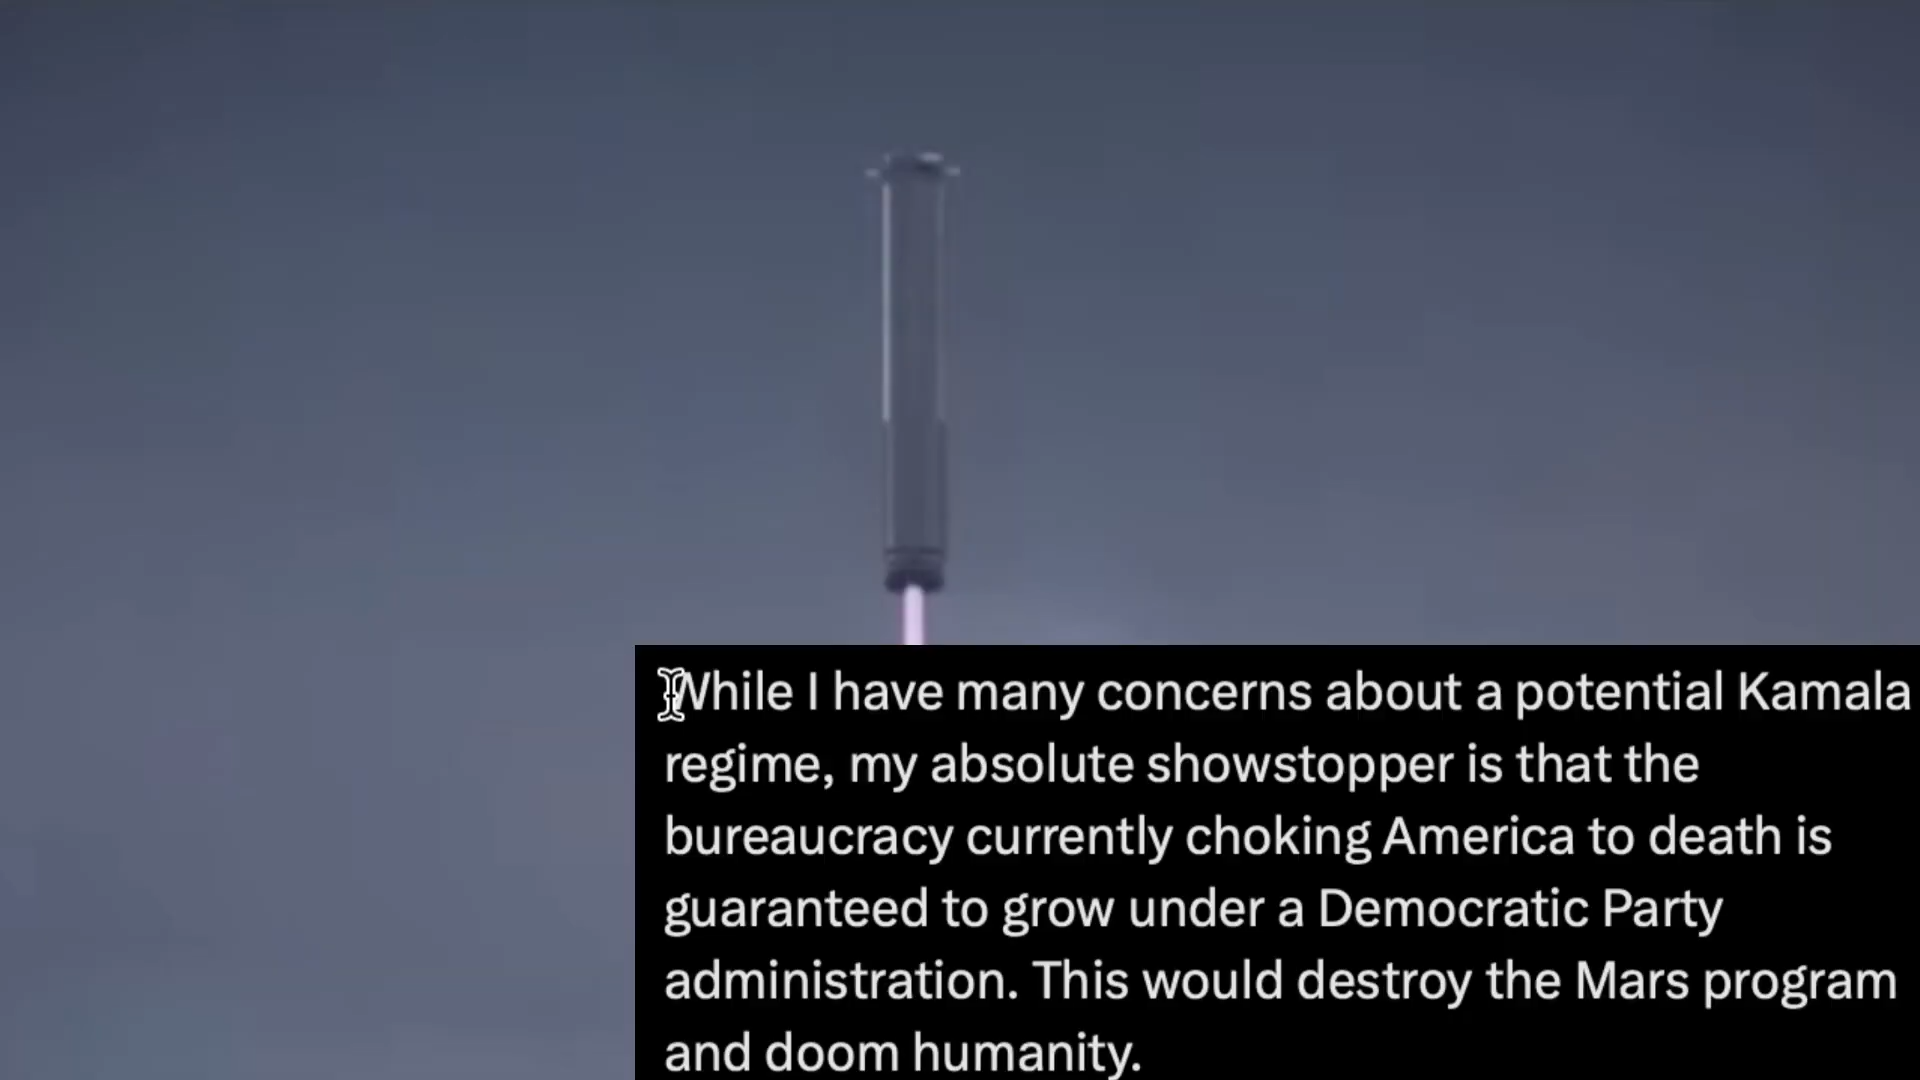 While I have many concerns about a potential Kamala
regime, my absolute showstopper is that the
bureaucracy currently choking America to death is
guaranteed to grow under a Democratic Party
administration. This would destroy the Mars program
and doom humanity.